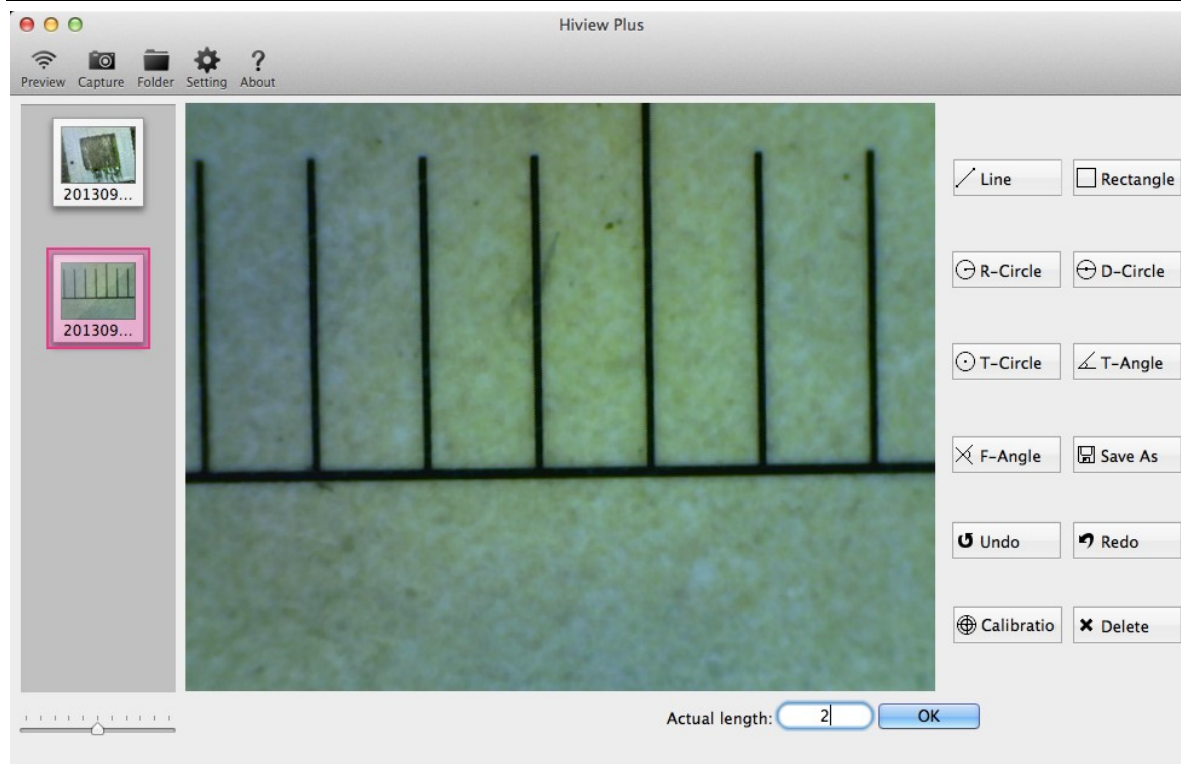 Hiview Plus
Preview Capture Folder Setting About
201309...
201309...
Line Rectangle
R-Circle D-Circle
T-Circle T-Angle
F-Angle Save As
Undo Redo
Calibratio Delete
Actual length: 2 OK